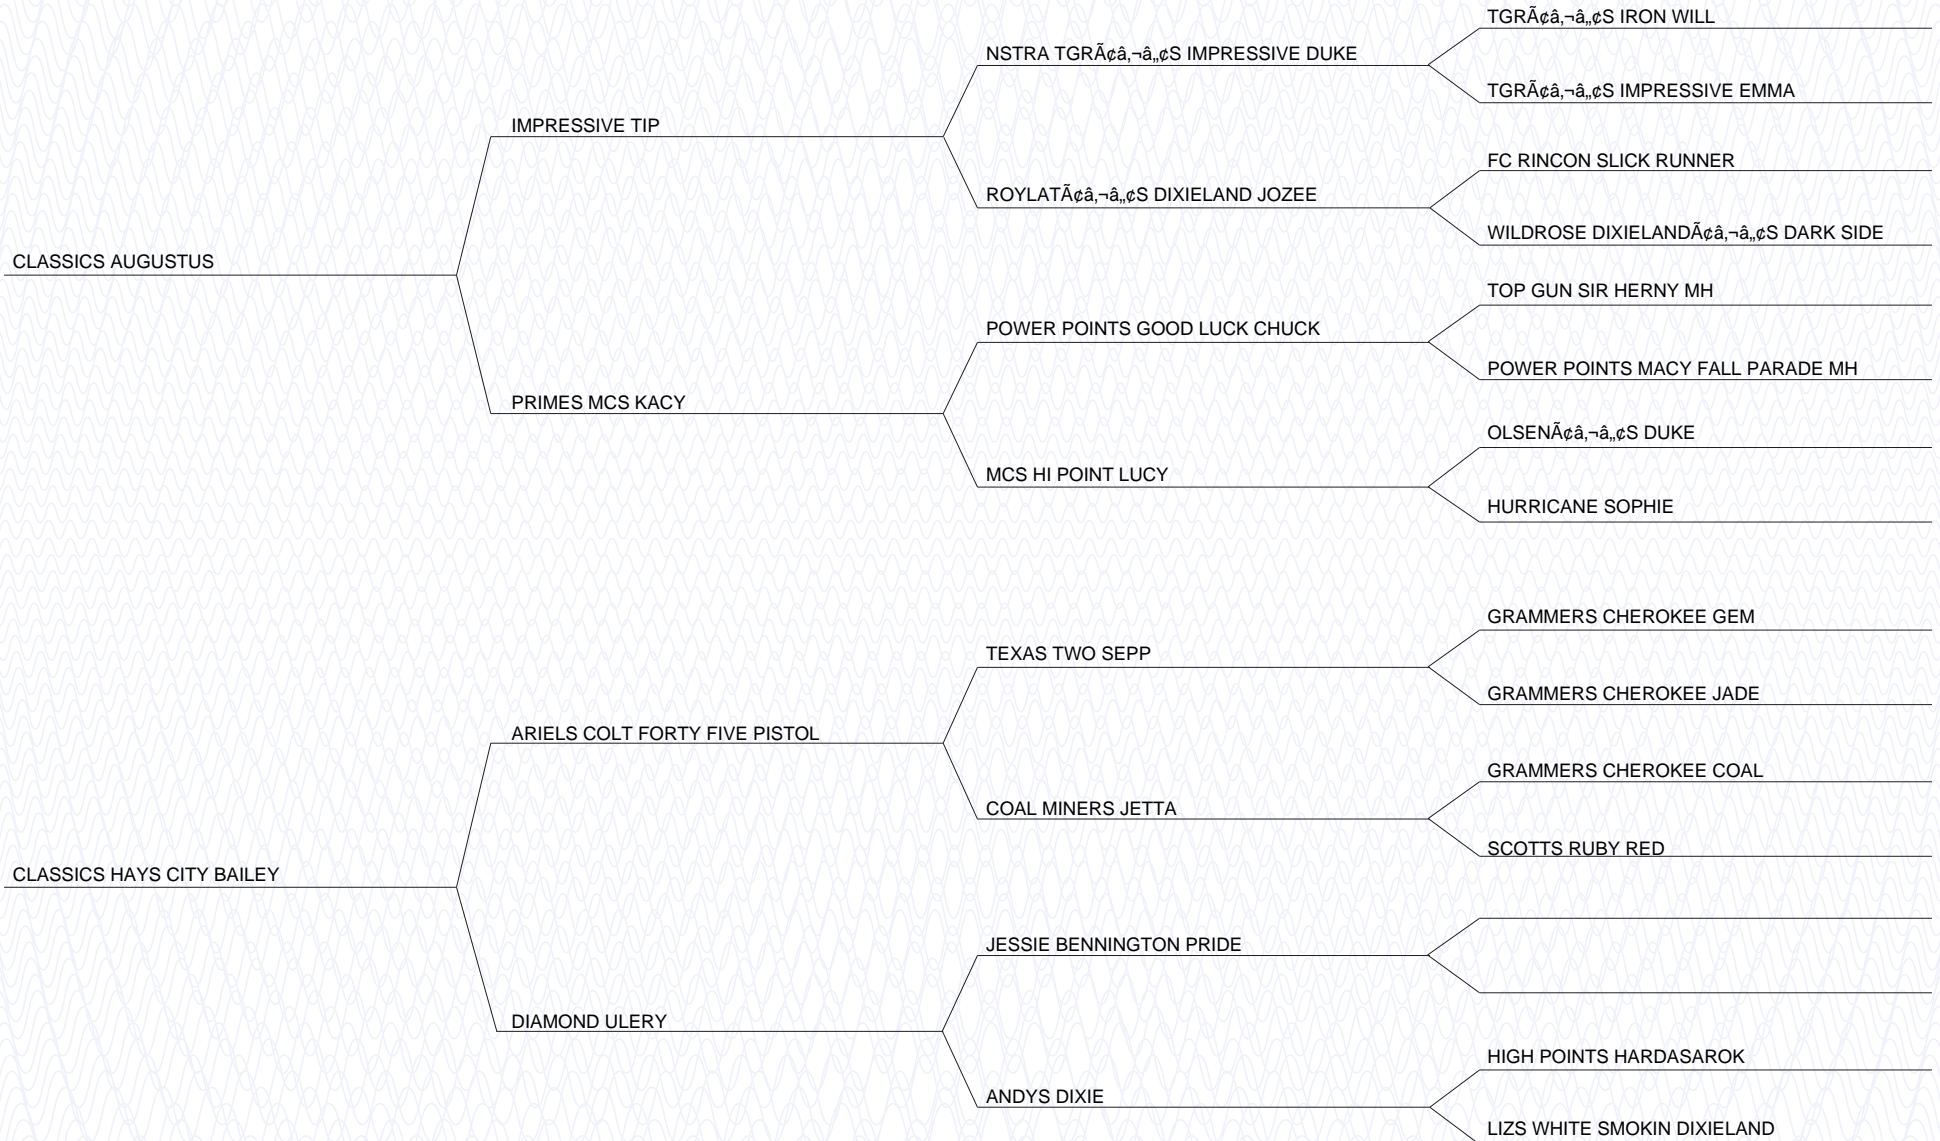 TGRÃ¢â‚¬â„¢S IRON WILL
NSTRA TGRÃ¢â‚¬â„¢S IMPRESSIVE DUKE
TGRÃ¢â‚¬â„¢S IMPRESSIVE EMMA
IMPRESSIVE TIP
FC RINCON SLICK RUNNER
ROYLATÃ¢â‚¬â„¢S DIXIELAND JOZEE
WILDROSE DIXIELANDÃ¢â‚¬â„¢S DARK SIDE
CLASSICS AUGUSTUS
TOP GUN SIR HERNY MH
POWER POINTS GOOD LUCK CHUCK
POWER POINTS MACY FALL PARADE MH
PRIMES MCS KACY
OLSENÃ¢â‚¬â„¢S DUKE
MCS HI POINT LUCY
HURRICANE SOPHIE
GRAMMERS CHEROKEE GEM
TEXAS TWO SEPP
GRAMMERS CHEROKEE JADE
ARIELS COLT FORTY FIVE PISTOL
GRAMMERS CHEROKEE COAL
COAL MINERS JETTA
SCOTTS RUBY RED
CLASSICS HAYS CITY BAILEY
JESSIE BENNINGTON PRIDE
DIAMOND ULERY
HIGH POINTS HARDASAROK
ANDYS DIXIE
LIZS WHITE SMOKIN DIXIELAND